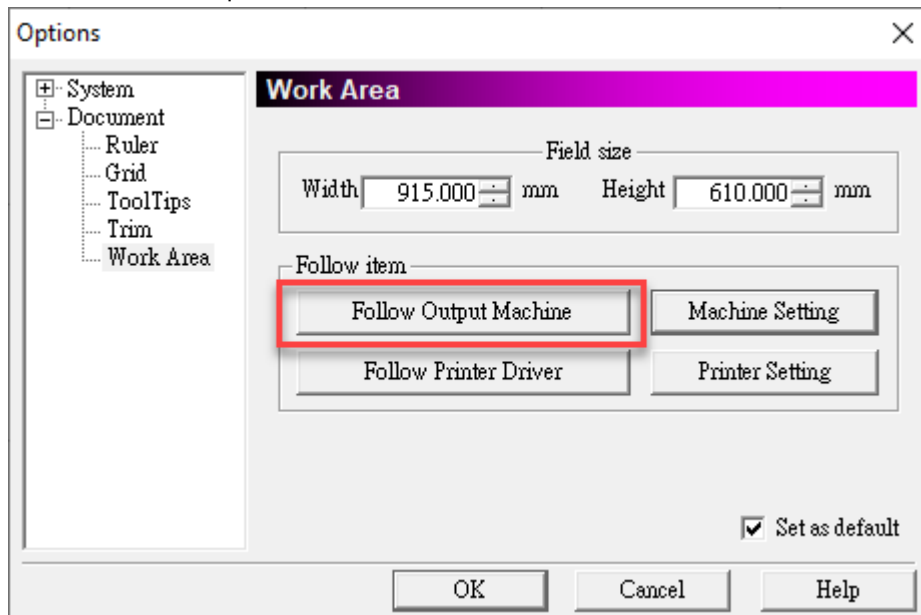 Options
System
Document
Ruler
Grid
ToolTips
Trim
Work Area
Work Area
Field size
Width 915.000 mm Height 610.000 mm
Follow item
Follow Output Machine Machine Setting
Follow Printer Driver Printer Setting
Set as default
OK Cancel Help